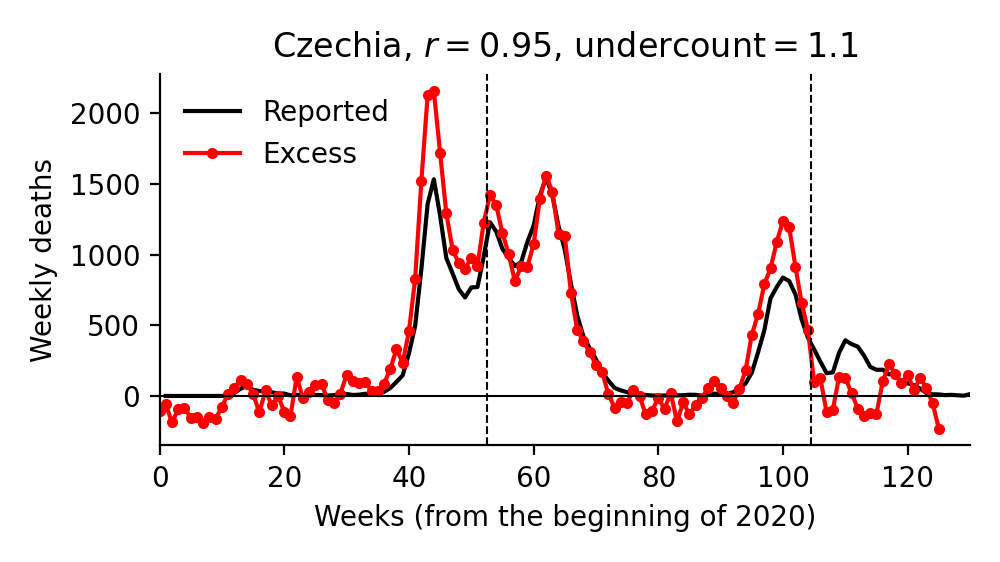 Czechia, r = 0.95, undercount = 1.1
Reported
Excess
Weekly deaths
2000
1500
1000
500
0
0 20 40 60 80 100 120
Weeks (from the beginning of 2020)